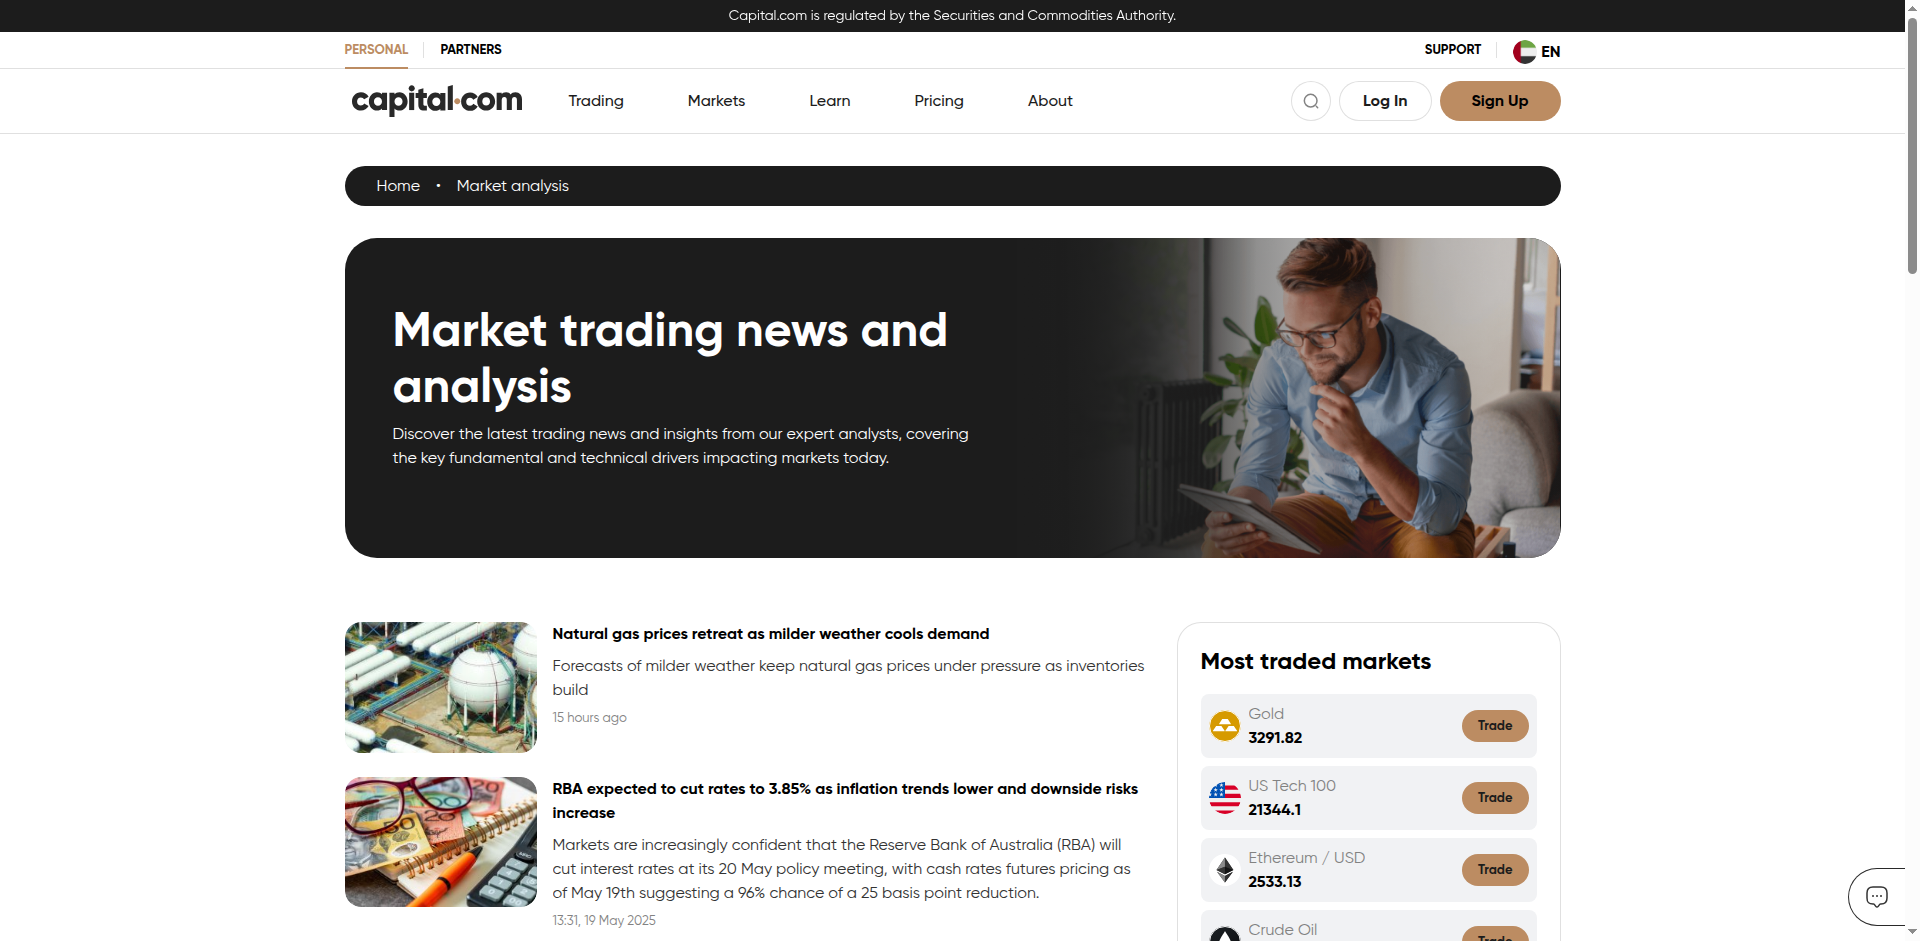 Capital.com is regulated by the Securities and Commodities Authority.
PERSONAL
PARTNERS
SUPPORT
EN
capital.com
Trading
Markets
Learn
Pricing
About
Log In
Sign Up
Home • Market analysis
Market trading news and
analysis
Discover the latest trading news and insights from our expert analysts, covering
the key fundamental and technical drivers impacting markets today.
Natural gas prices retreat as milder weather cools demand
Forecasts of milder weather keep natural gas prices under pressure as inventories
build
15 hours ago
RBA expected to cut rates to 3.85% as inflation trends lower and downside risks
increase
Markets are increasingly confident that the Reserve Bank of Australia (RBA) will
cut interest rates at its 20 May policy meeting, with cash rates futures pricing as
of May 19th suggesting a 96% chance of a 25 basis point reduction.
13:31, 19 May 2025
Most traded markets
Gold
3291.82
Trade
US Tech 100
21344.1
Trade
Ethereum / USD
2533.13
Trade
Crude Oil
Trade